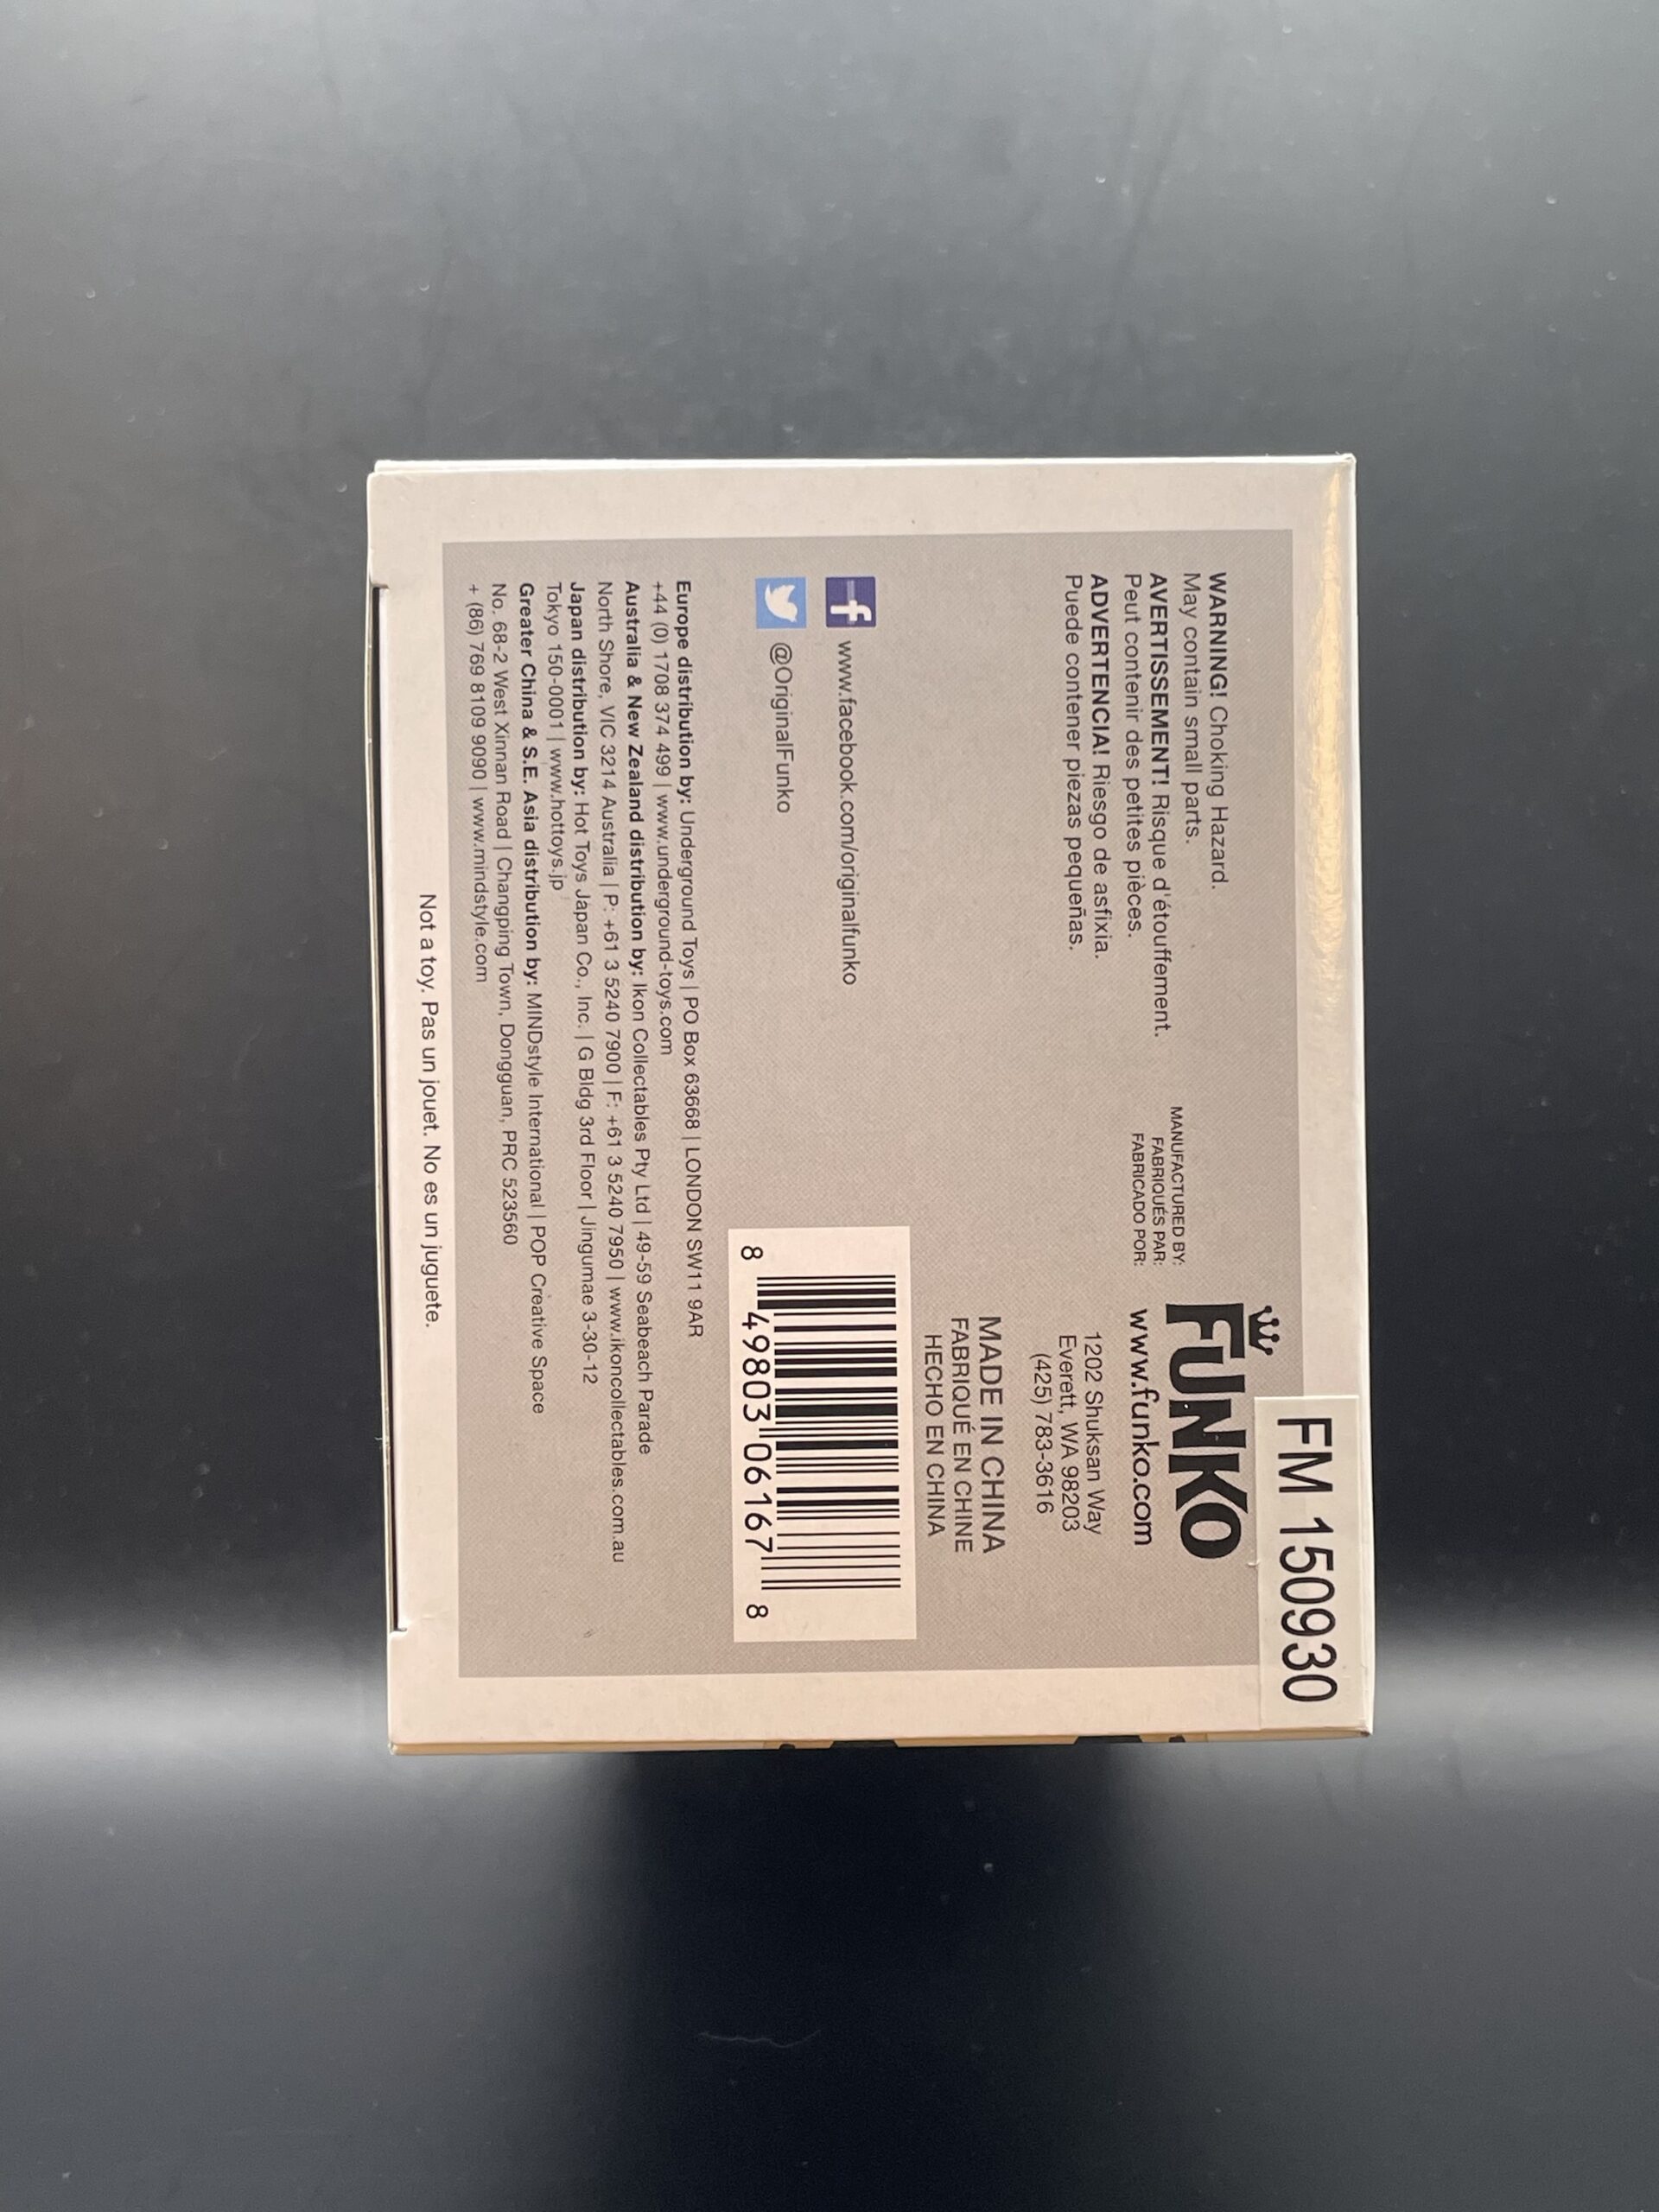 FM 150930
WARNING! Choking Hazard.
May contain small parts.
AVERTISSEMENT! Risque d'étouffement.
Peut contenir des petites pièces.
ADVERTENCIA! Riesgo de asfixia.
Puede contener piezas pequeñas.
MANUFACTURED BY:
FABRIQUÉS PAR:
FABRICADO POR:
FUNKO
www.funko.com
1202 Shuksan Way
Everett, WA 98203
(425) 783-3616
MADE IN CHINA
FABRIQUÉ EN CHINE
HECHO EN CHINA
f www.facebook.com/originalfunko
@OriginalFunko
8 49803 06167 8
Europe distribution by: Underground Toys | PO Box 63668 | LONDON SW11 9AR
+44 (0) 1708 374 499 | www.underground-toys.com
Australia & New Zealand distribution by: Ikon Collectables Pty Ltd | 49-59 Seabeach Parade
North Shore, VIC 3214 Australia | P: +61 3 5240 7900 | F: +61 3 5240 7950 | www.ikoncollectables.com.au
Japan distribution by: Hot Toys Japan Co., Inc. | G Bldg 3rd Floor | Jingumae 3-30-12
Tokyo 150-0001 | www.hottoys.jp
Greater China & S.E. Asia distribution by: MINDstyle International | POP Creative Space
No. 68-2 West Xinnan Road | Changping Town, Dongguan, PRC 523560
+ (86) 769 8109 9090 | www.mindstyle.com
Not a toy. Pas un jouet. No es un juguete.